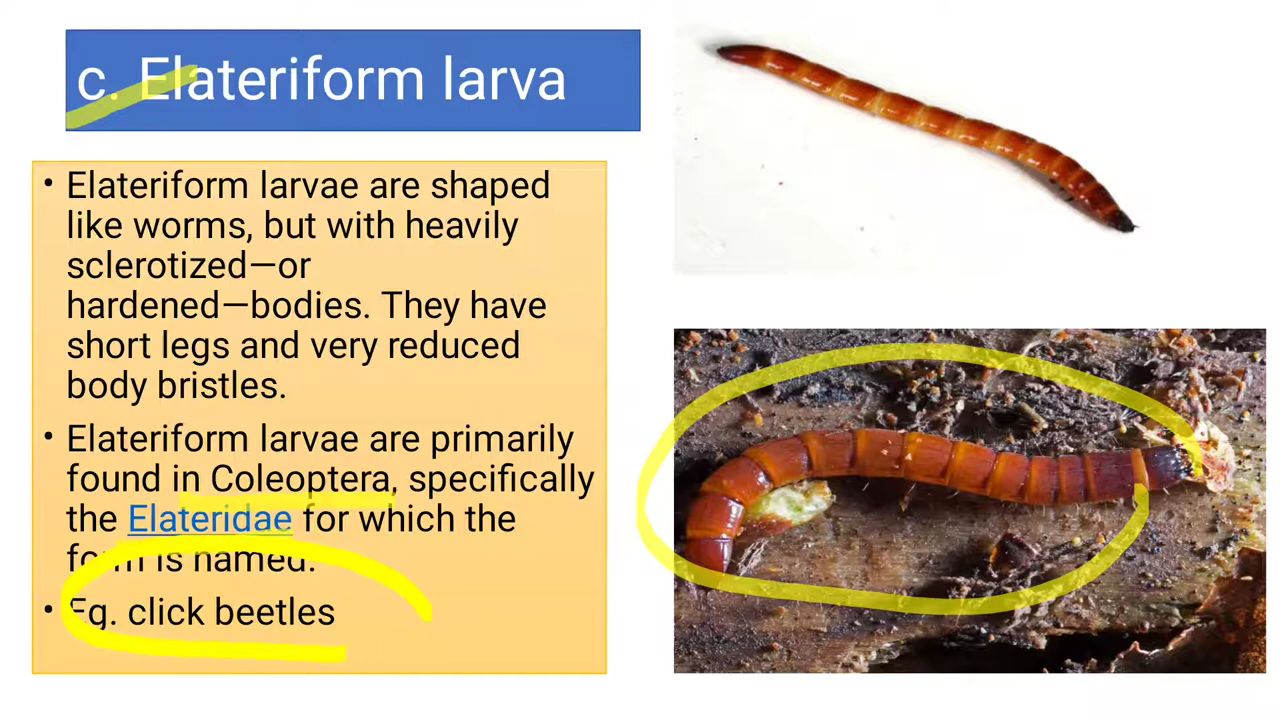 c. Elateriform larva
• Elateriform larvae are shaped
like worms, but with heavily
sclerotized—or
hardened—bodies. They have
short legs and very reduced
body bristles.
• Elateriform larvae are primarily
found in Coleoptera, specifically
the Elateridae for which the
form is named.
• Eg. click beetles